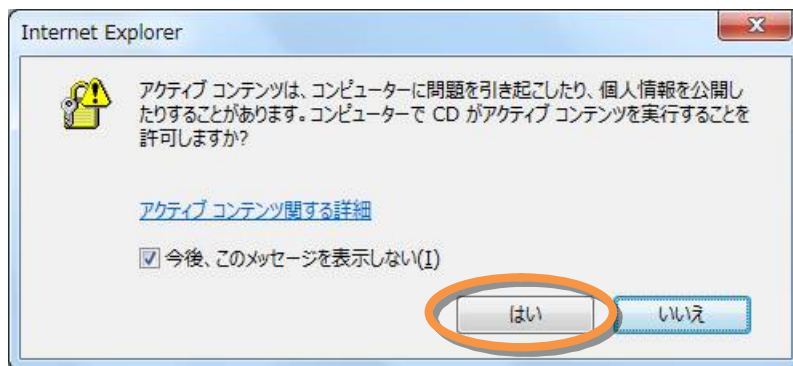 Internet Explorer
アクティブ コンテンツは、コンピューターに問題を引き起こしたり、個人情報を公開し
たりすることがあります。コンピューターで CD がアクティブ コンテンツを実行することを
許可しますか?
アクティブ コンテンツ関する詳細
今後、このメッセージを表示しない(I)
はい
いいえ